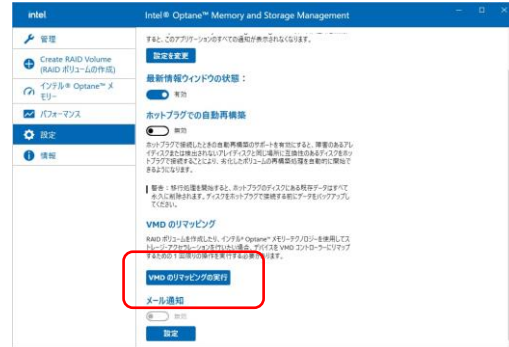 intel
Intel® Optane™ Memory and Storage Management
管理
Create RAID Volume
(RAID ボリュームの作成)
インテル® Optane™ メ
モリー
パフォーマンス
設定
情報
すると、このアプリケーションのすべての通知が表示されなくなります。
設定を変更
最新情報ウィンドウの状態：
有効
ホットプラグでの自動再構築
無効
ホットプラグで接続したときの自動再構築のサポートを有効にすると、障害のあるアレ
イディスクまたは検出されないアレイディスクと同じ場所に互換性のあるディスクをホッ
トプラグで接続することにより、劣化したボリュームの再構築処理を自動的に開始で
きるようになります。
警告：移行処理を開始すると、ホットプラグのディスクにある既存データはすべて
永久に削除されます。ディスクをホットプラグで接続する前にデータをバックアップし
てください。
VMD のリマッピング
RAID ボリュームを作成したり、インテル® Optane™ メモリーテクノロジーを使用してス
トレージ・アクセラレーションを行いたい場合、デバイスを VMD コントローラーにリマップ
するための 1 回限りの操作を実行する必要があります。
VMD のリマッピングの実行
メール通知
無効
設定